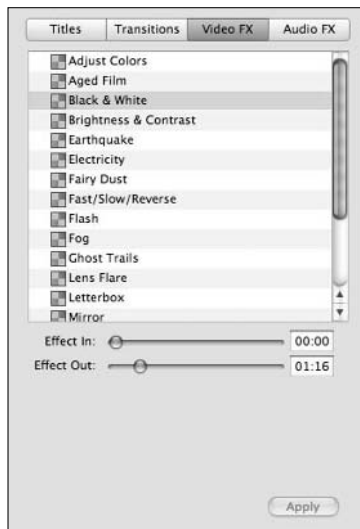 Titles Transitions Video FX Audio FX
Adjust Colors
Aged Film
Black & White
Brightness & Contrast
Earthquake
Electricity
Fairy Dust
Fast/Slow/Reverse
Flash
Fog
Ghost Trails
Lens Flare
Letterbox
Mirror
Effect In: 00:00
Effect Out: 01:16
Apply